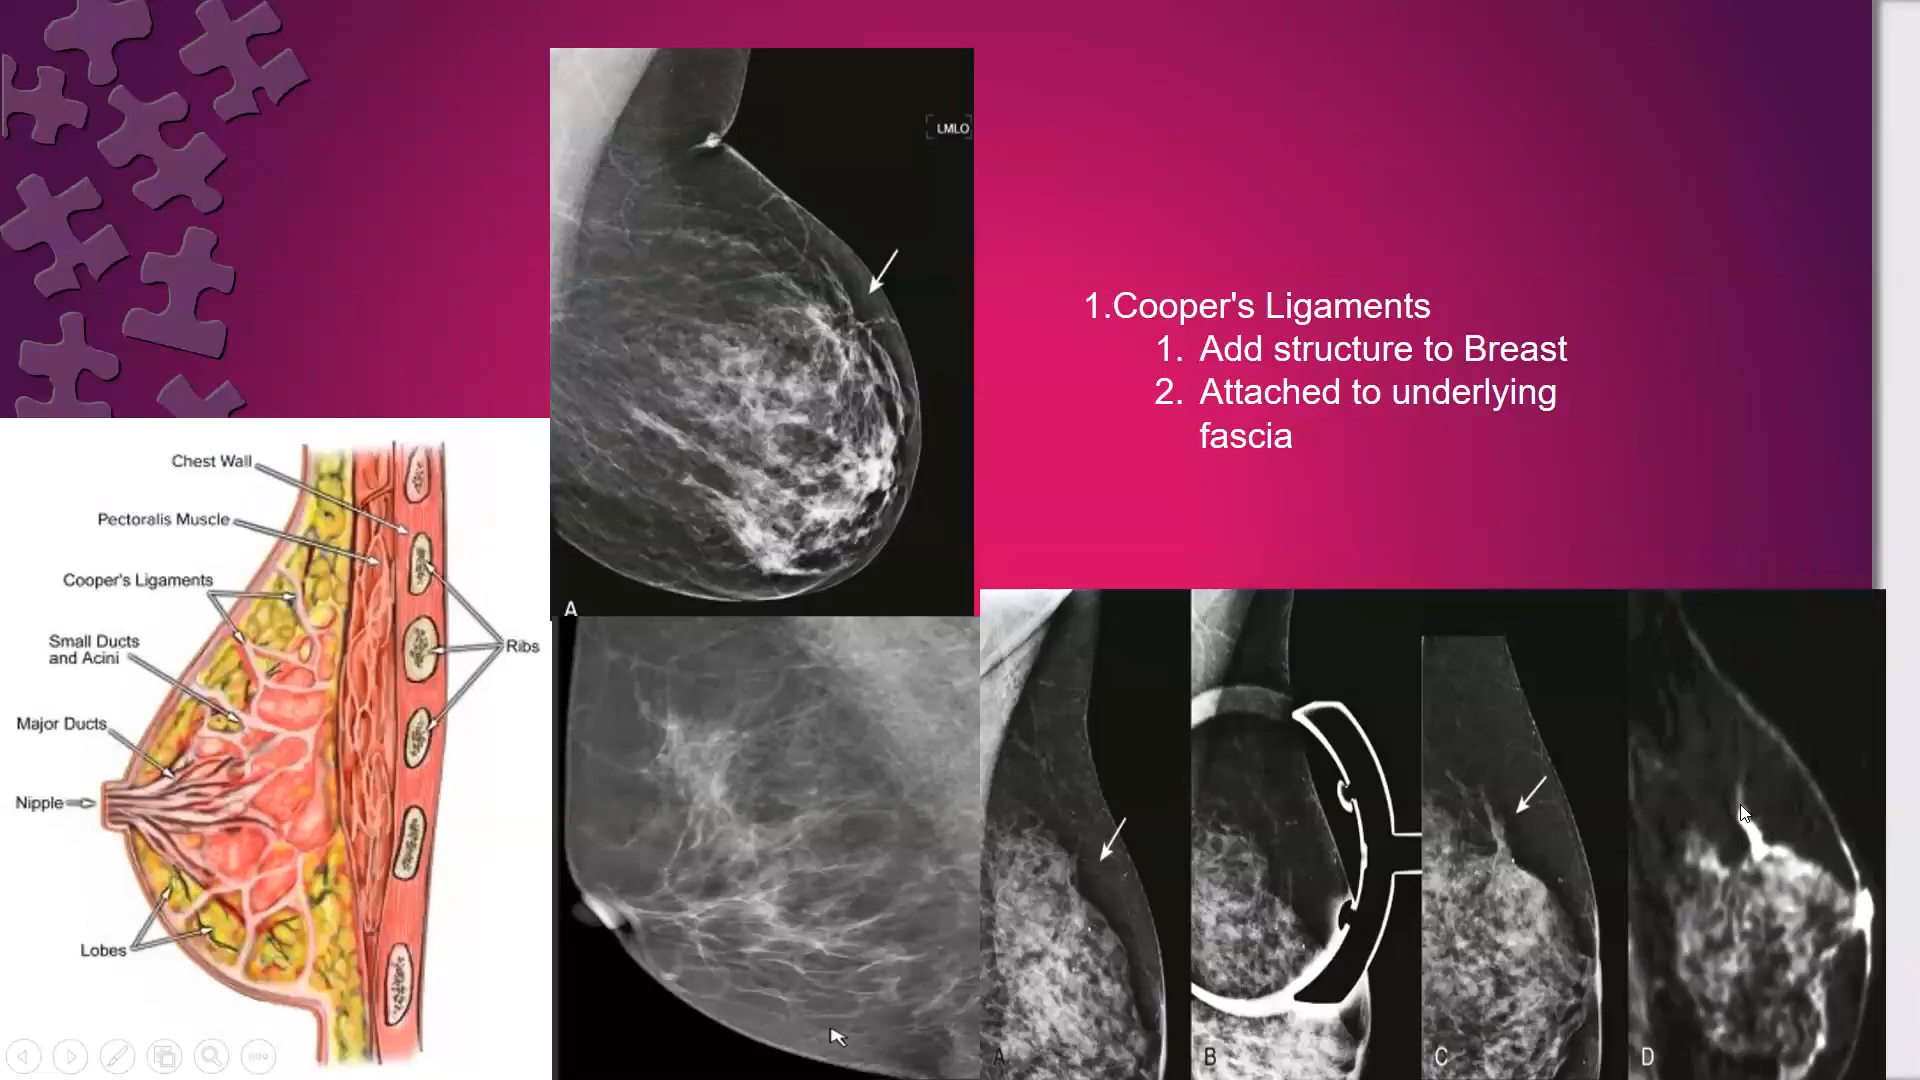 LMLO
A
1.Cooper's Ligaments
1. Add structure to Breast
2. Attached to underlying
fascia
Chest Wall
Pectoralis Muscle
Cooper's Ligaments
Small Ducts
and Acini
Major Ducts
Nipple
Lobes
Ribs
A
B
C
D